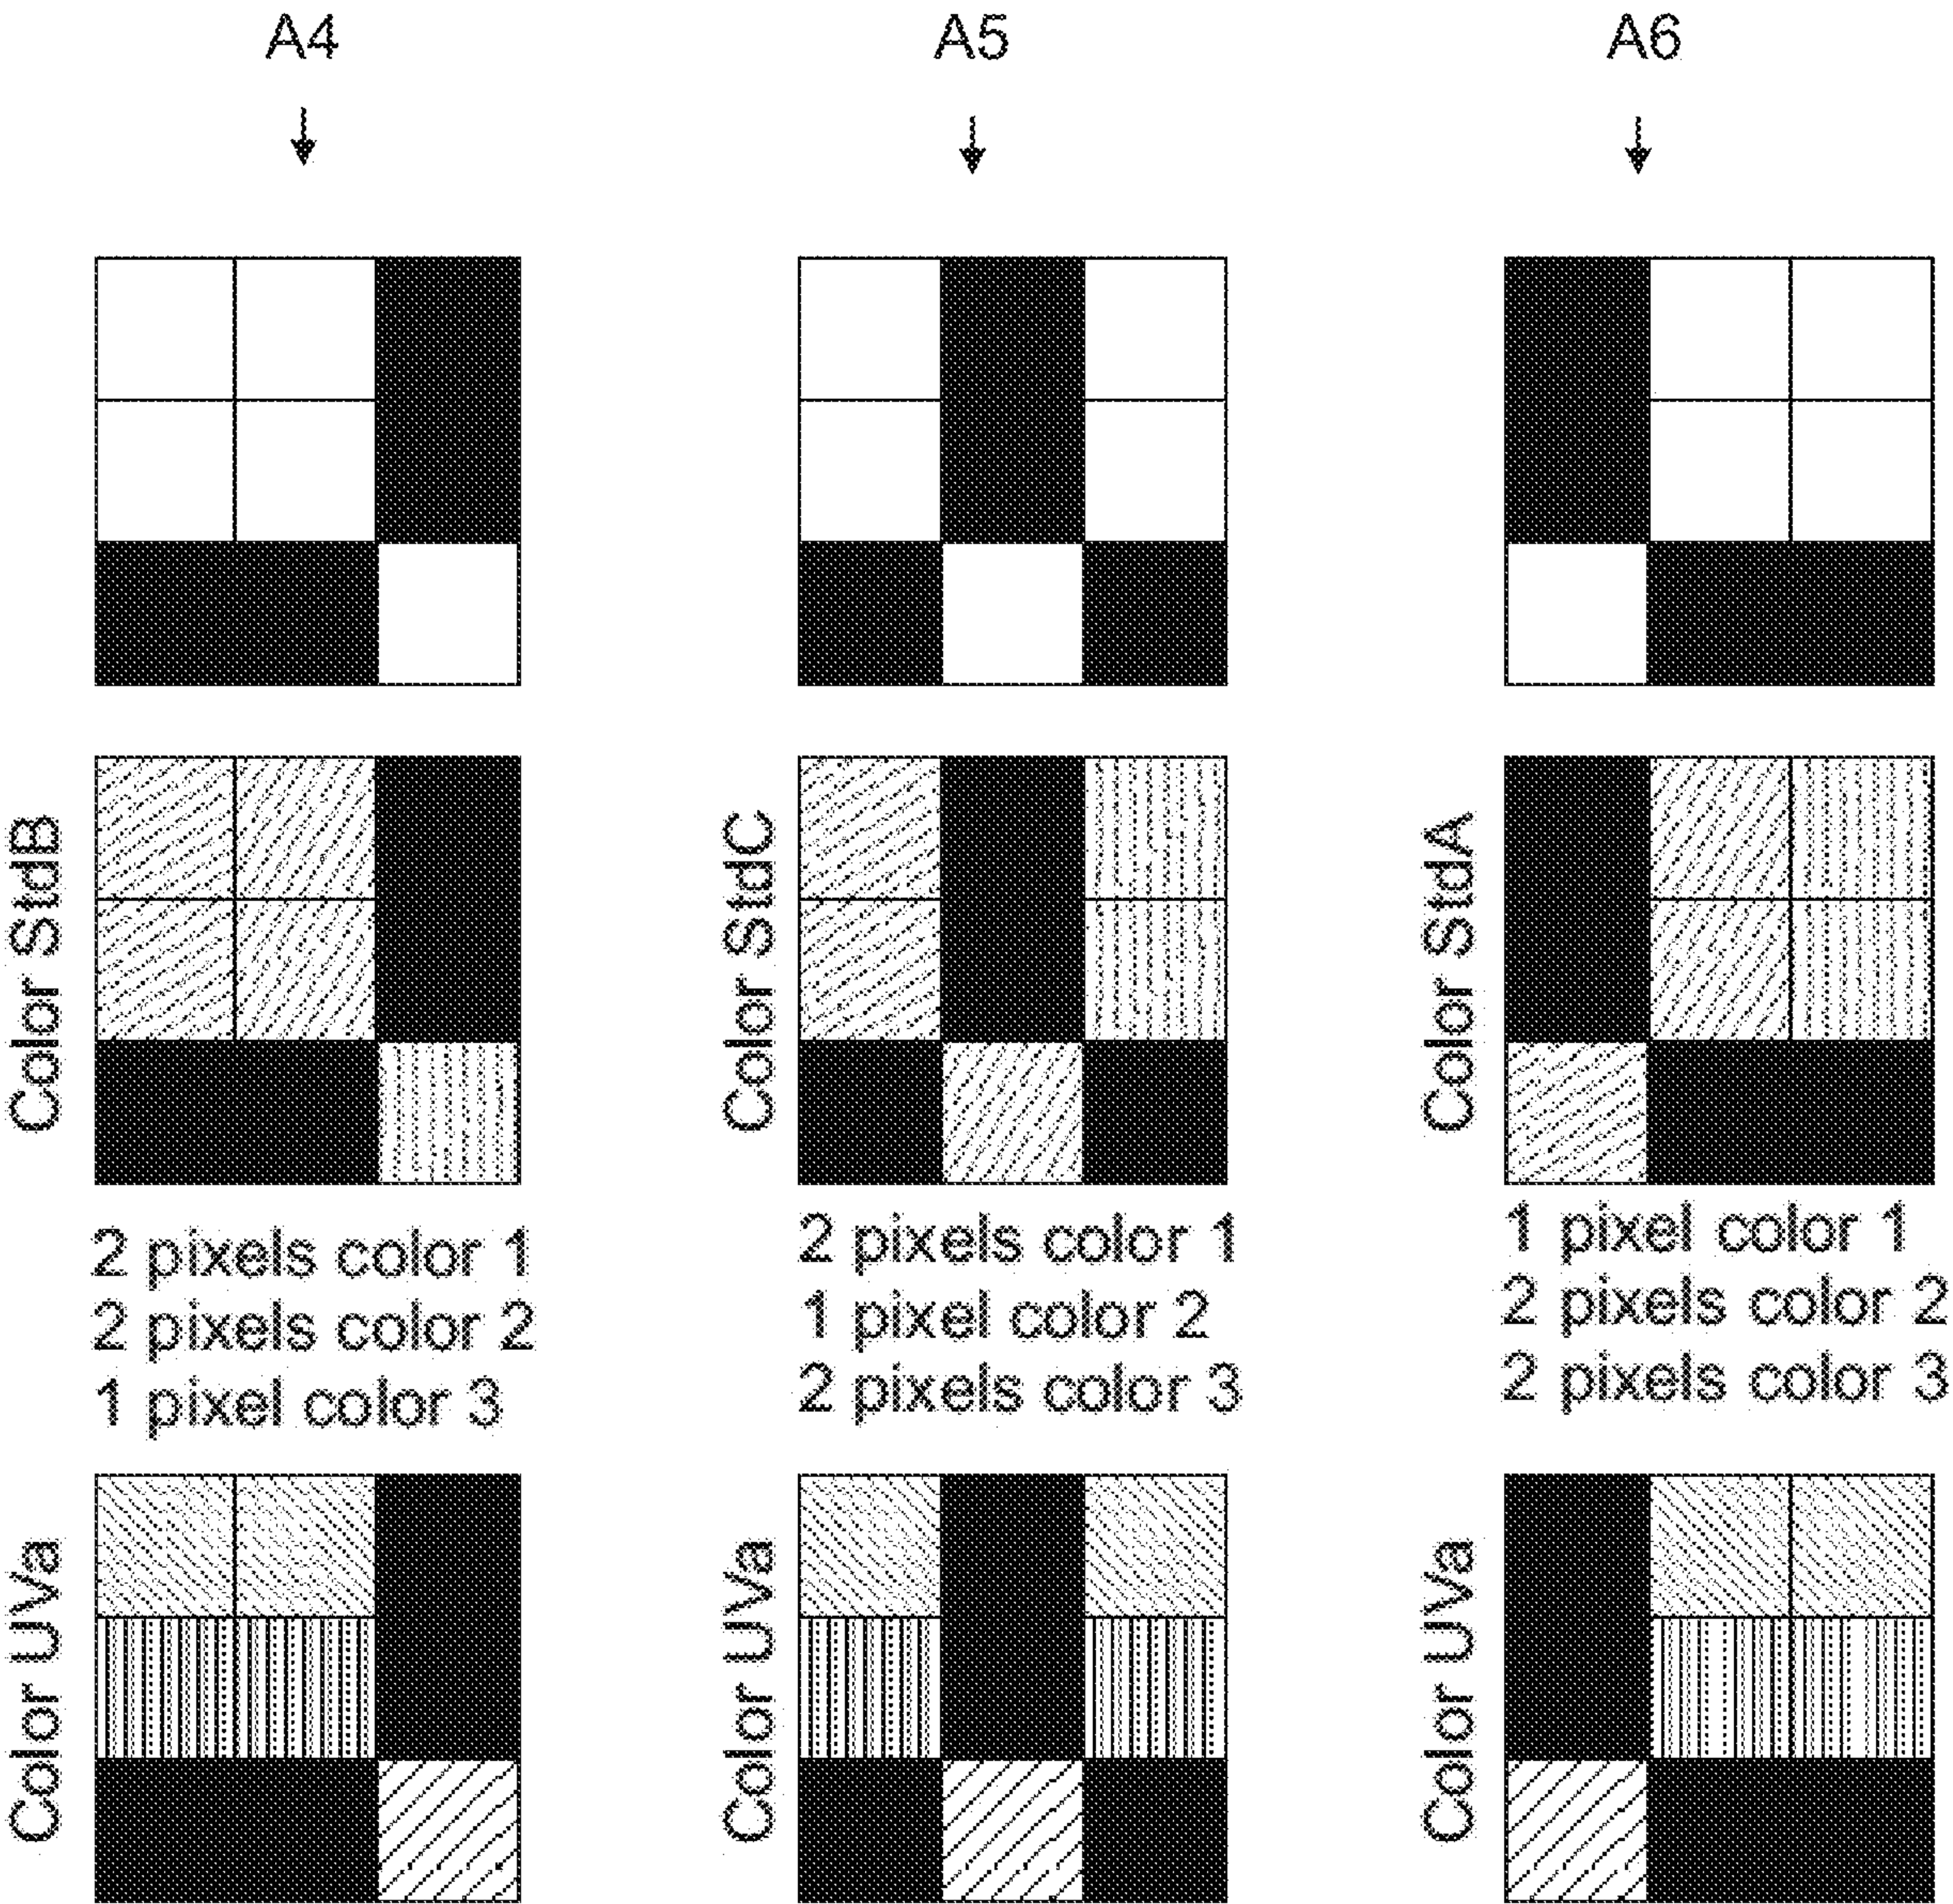 A4
A5
A6
Color StdB
Color StdC
Color StdA
2 pixels color 1
2 pixels color 2
1 pixel color 3
2 pixels color 1
1 pixel color 2
2 pixels color 3
1 pixel color 1
2 pixels color 2
2 pixels color 3
Color UVa
Color UVa
Color UVa